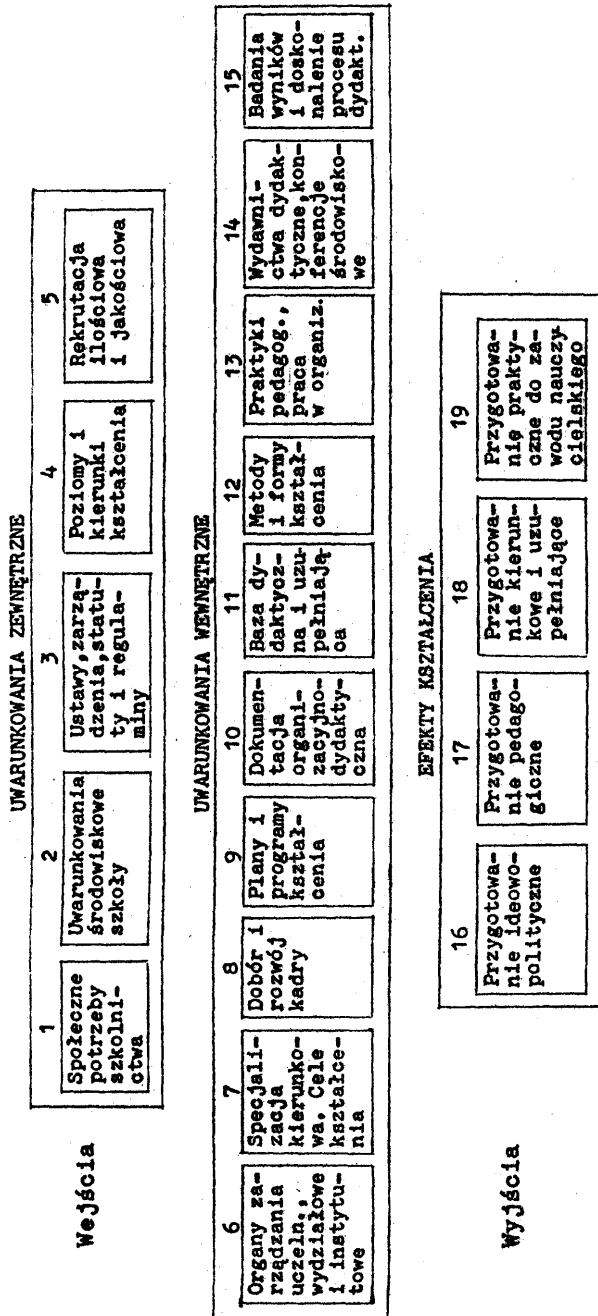 UWARUNKOWANIA ZEWNĘTRZNE
Wejścia
1
Społeczne
potrzeby
szkolni-
ctwa
2
Uwarunkowania
środowiskowe
szkoły
3
Ustawy,zarzą-
dzenia,statu-
ty i regula-
miny
4
Poziomy i
kierunki
kształcenia
5
Rekrutacja
ilościowa
i jakościowa
UWARUNKOWANIA WEWNĘTRZNE
6
Organy za-
rządzania
uczeln.,
wydziałowe
i instytu-
towe
7
Specjali-
zacja
kierunko-
wa. Cele
kształce-
nia
8
Dobór i
rozwój
kadry
9
Plany i
programy
kształ-
cenia
10
Dokumen-
tacja
organi-
zacyjno-
dydakty-
czna
11
Baza dy-
daktycz-
na i uzu-
pełniają-
ca
12
Metody
i formy
kształ-
cenia
13
Praktyki
pedagog.,
praca
w organiz.
14
Wydawni-
ctwa dydak-
tyczne,kon-
ferencje
środowisko-
we
15
Badania
wyników
i dosko-
nalenie
procesu
dydakt.
EFEKTY KSZTAŁCENIA
Wyjścia
16
Przygotowa-
nie ideowo-
polityczne
17
Przygotowa-
nie pedago-
giczne
18
Przygotowa-
nie kierun-
kowe i uzu-
pełniające
19
Przygotowa-
nie prakty-
czne do za-
wodu nauczy-
cielskiego